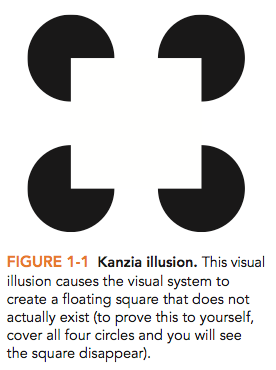 FIGURE 1-1 Kanzia illusion. This visual
illusion causes the visual system to
create a floating square that does not
actually exist (to prove this to yourself,
cover all four circles and you will see
the square disappear).